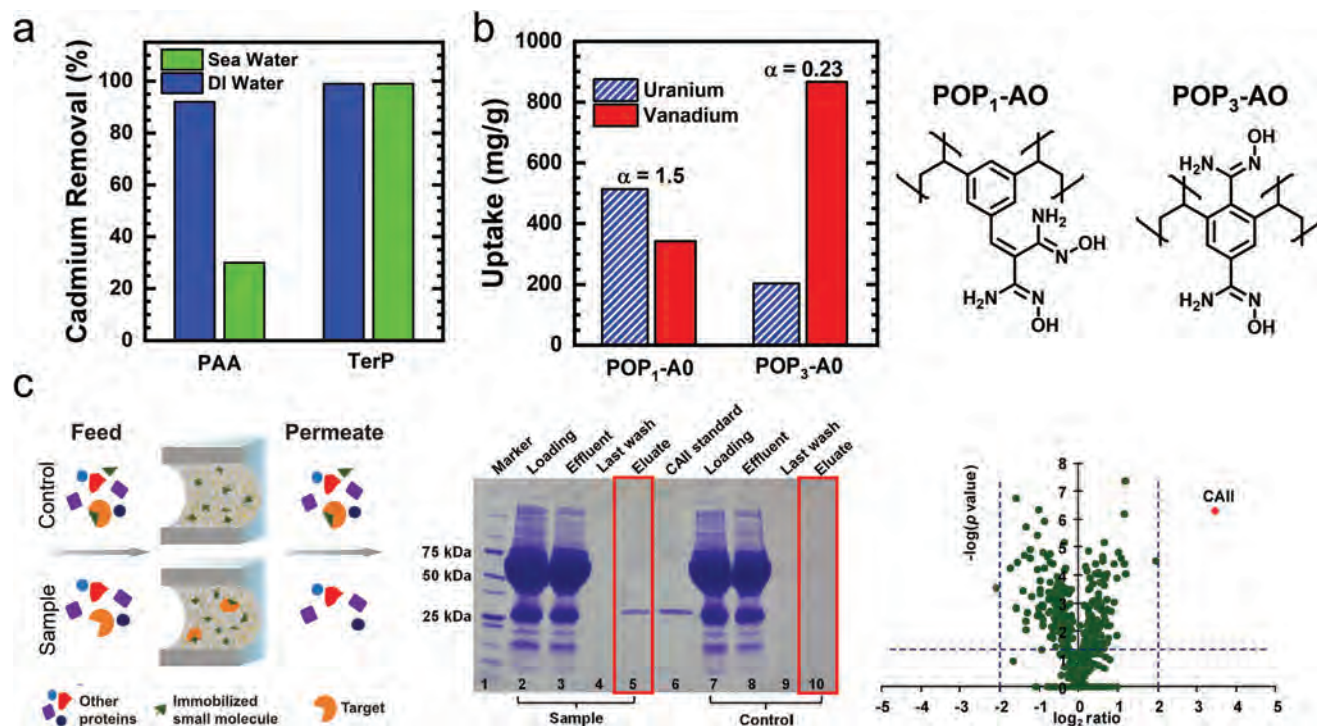 a
Cadmium Removal (%)
100
80
60
40
20
0
Sea Water
DI Water
PAA
TerP
b
Uptake (mg/g)
1000
800
600
400
200
0
Uranium
Vanadium
α = 1.5
α = 0.23
POP1-A0
POP3-A0
POP1-AO
NH2
N
OH
H2N
N
OH
POP3-AO
OH
H2N
N
H2N
N
OH
c
Feed
Permeate
Control
Sample
Other proteins
Immobilized small molecule
Target
Marker
Loading
Effluent
Last wash
Eluate
CAII standard
Loading
Effluent
Last wash
Eluate
75 kDa
50 kDa
25 kDa
1 2 3 4 5 6 7 8 9 10
Sample
Control
-log(p value)
8
7
6
5
4
3
2
1
0
CAII
-5 -4 -3 -2 -1 0 1 2 3 4 5
log2 ratio